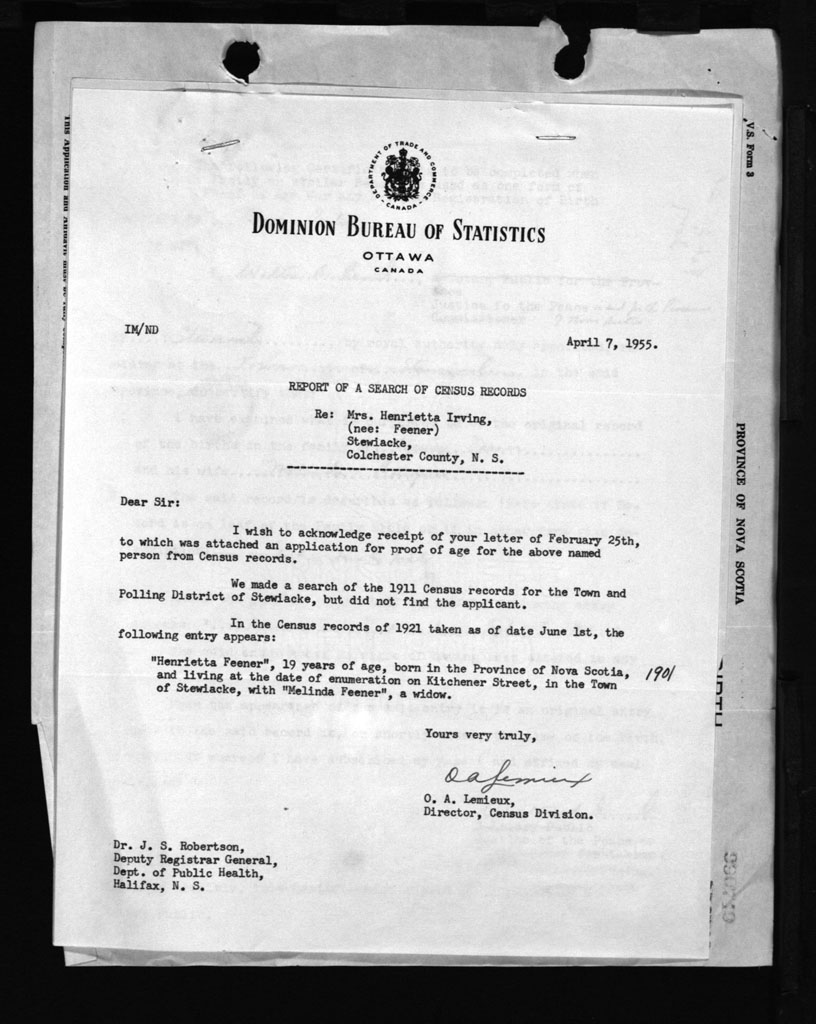 DEPARTMENT OF TRADE AND COMMERCE
CANADA
DOMINION BUREAU OF STATISTICS
OTTAWA
CANADA
IM/ND
April 7, 1955.
REPORT OF A SEARCH OF CENSUS RECORDS
Re: Mrs. Henrietta Irving,
(nee: Feener)
Stewiacke,
Colchester County, N. S.
Dear Sir:
I wish to acknowledge receipt of your letter of February 25th,
to which was attached an application for proof of age for the above named
person from Census records.
We made a search of the 1911 Census records for the Town and
Polling District of Stewiacke, but did not find the applicant.
In the Census records of 1921 taken as of date June 1st, the
following entry appears:
"Henrietta Feener", 19 years of age, born in the Province of Nova Scotia,
and living at the date of enumeration on Kitchener Street, in the Town
of Stewiacke, with "Melinda Feener", a widow.
1901
Yours very truly,
O A Lemieux
O. A. Lemieux,
Director, Census Division.
Dr. J. S. Robertson,
Deputy Registrar General,
Dept. of Public Health,
Halifax, N. S.
V.S. Form 3
PROVINCE OF NOVA SCOTIA